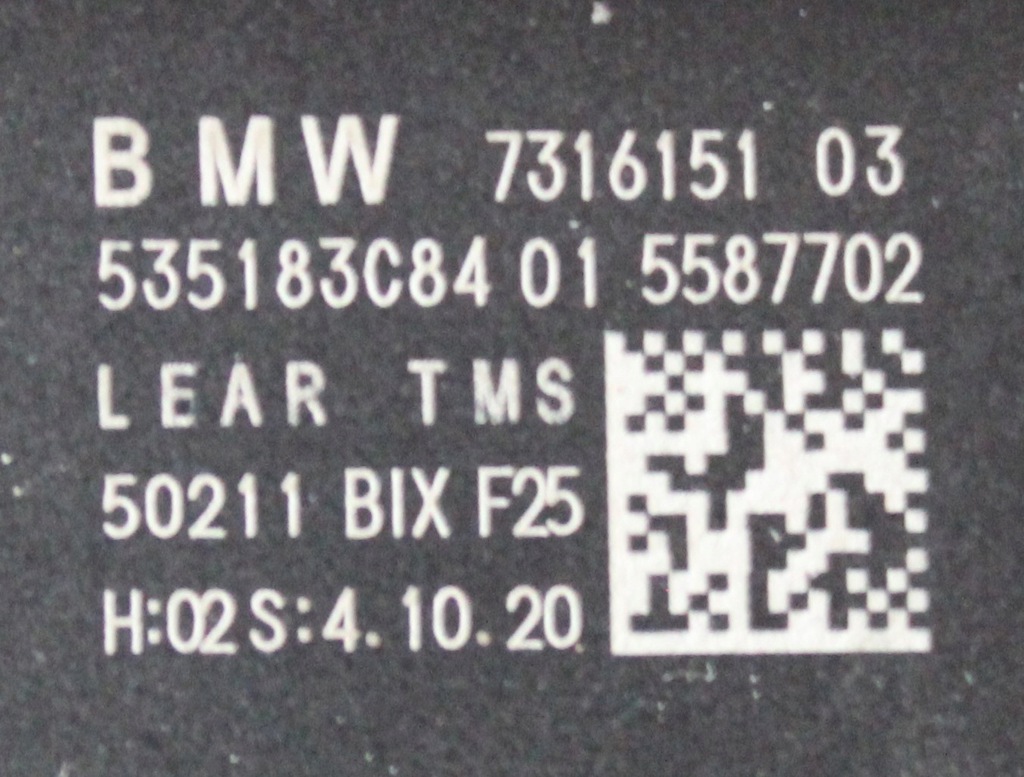 BMW 7316151 03
535183C84 01 5587702
LEAR TMS
50211 BIX F25
H:02 S:4.10.20